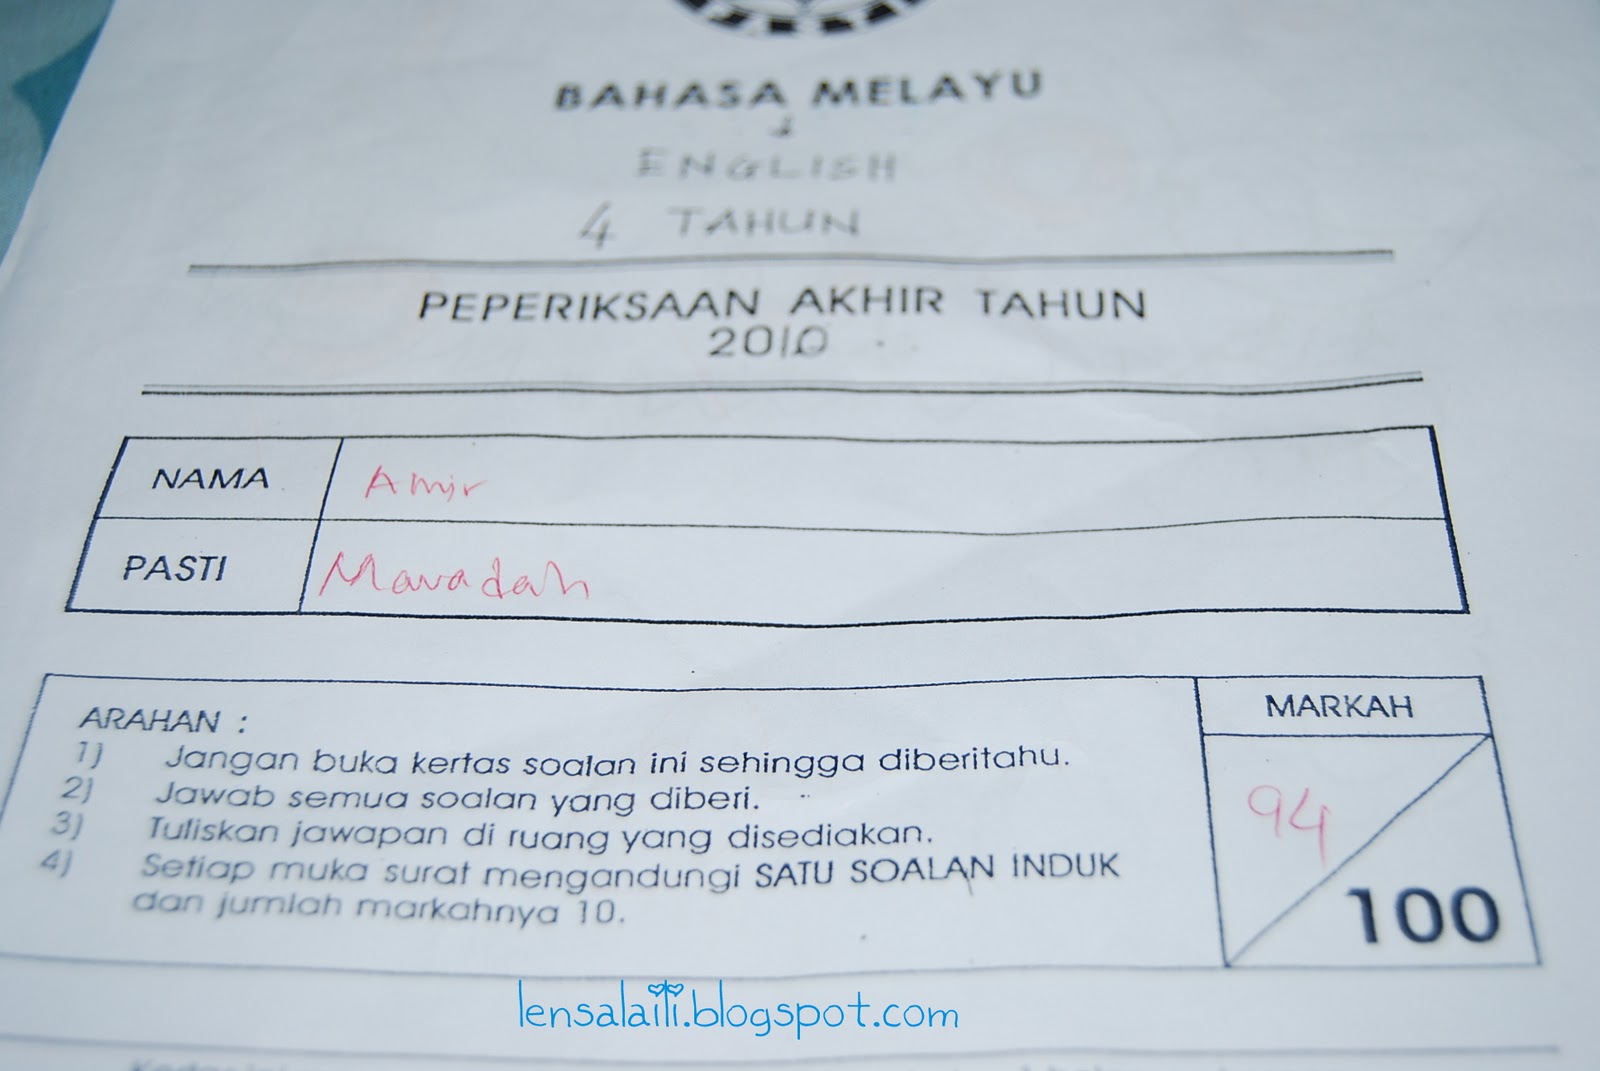 BAHASA MELAYU
&
ENGLISH
4 TAHUN
PEPERIKSAAN AKHIR TAHUN
2010
NAMA Amir
PASTI Mawadah
ARAHAN :
1) Jangan buka kertas soalan ini sehingga diberitahu.
2) Jawab semua soalan yang diberi.
3) Tuliskan jawapan di ruang yang disediakan.
4) Setiap muka surat mengandungi SATU SOALAN INDUK
dan jumlah markahnya 10.
MARKAH
94
100
lensalaili.blogspot.com